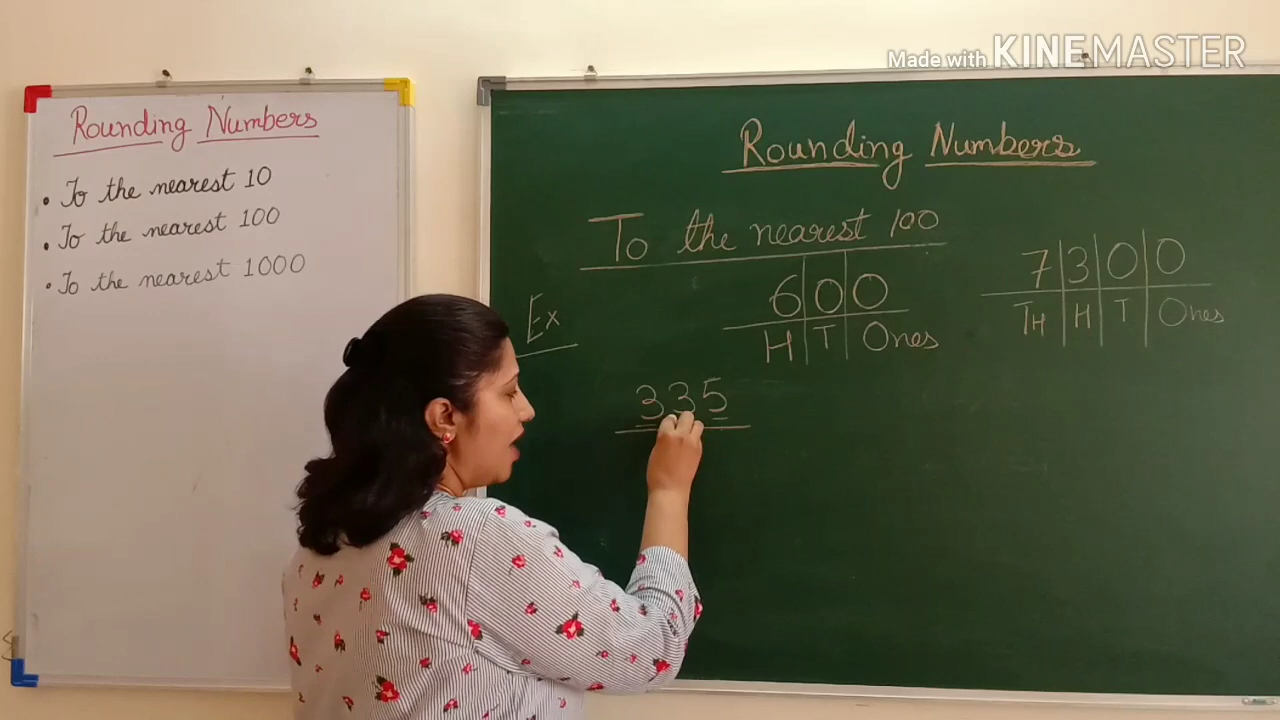 Made with KINEMASTER
Rounding Numbers
• To the nearest 10
• To the nearest 100
• To the nearest 1000
Rounding Numbers
To the nearest 100
Ex
6 0 0
H T Ones
7 3 0 0
TH H T Ones
335